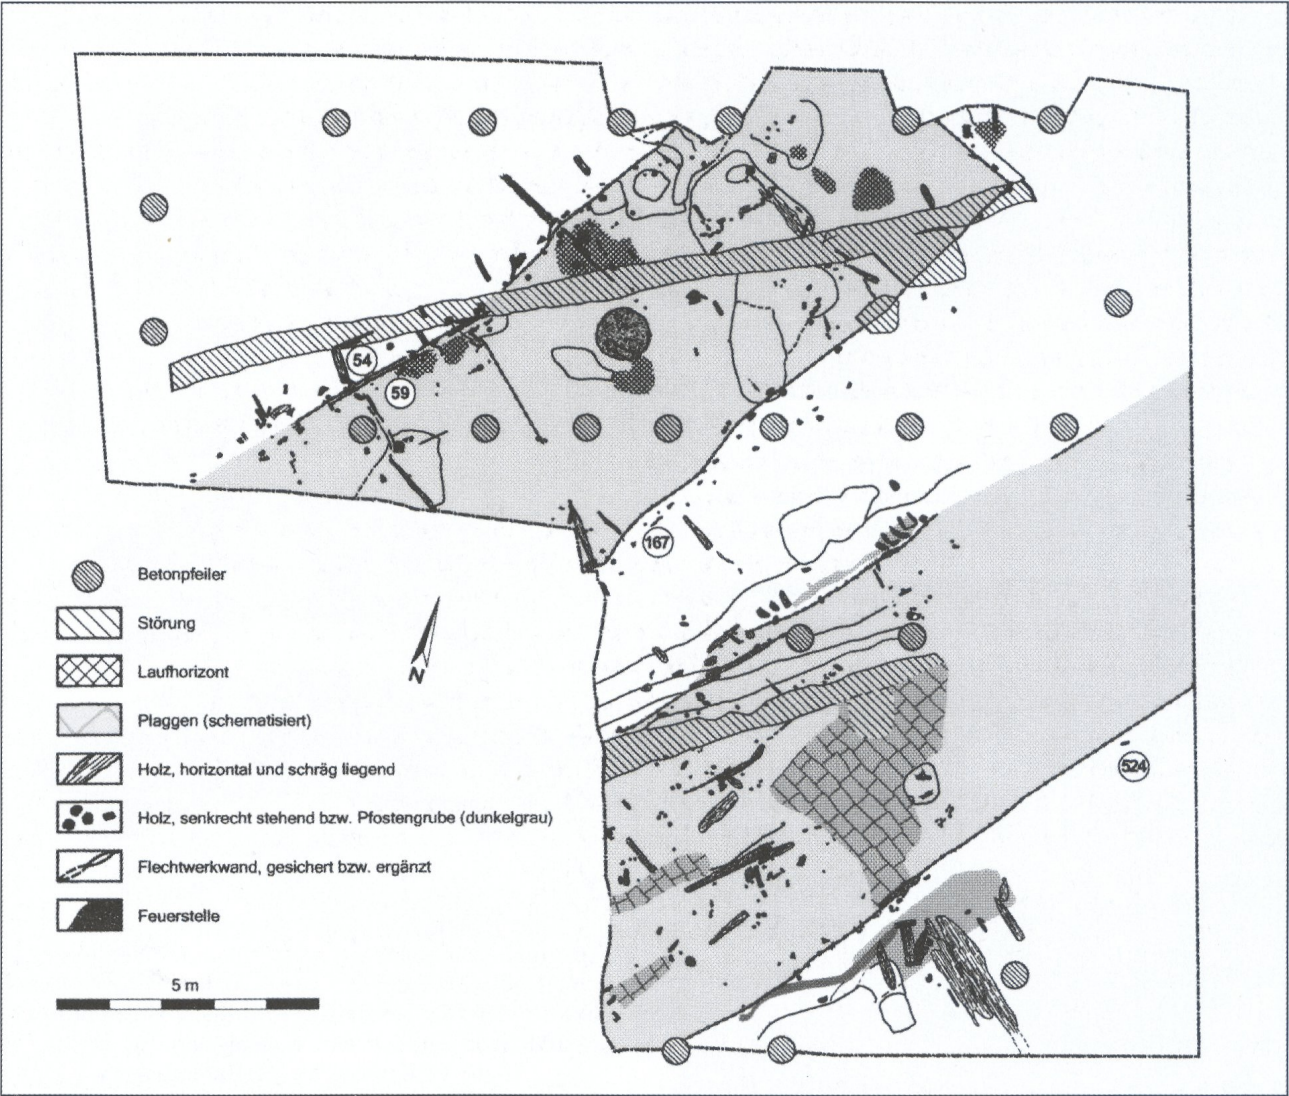 54
59
167
Betonpfeiler
Störung
N
Laufhorizont
Plaggen (schematisiert)
524
Holz, horizontal und schräg liegend
Holz, senkrecht stehend bzw. Pfostengrube (dunkelgrau)
Flechtwerkwand, gesichert bzw. ergänzt
Feuerstelle
5 m